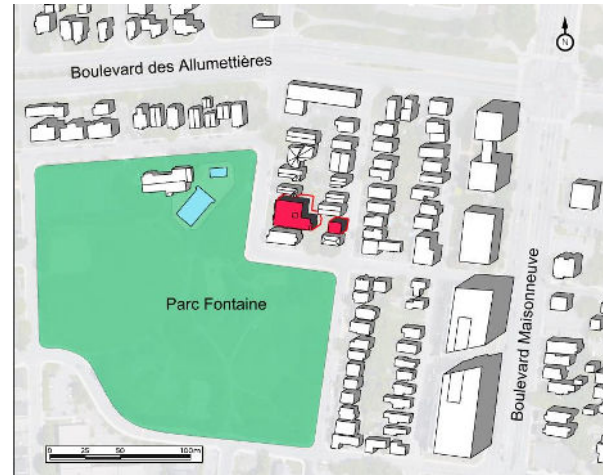 Boulevard des Allumettières
N
Parc Fontaine
Boulevard Maisonneuve
0 25 50 100m